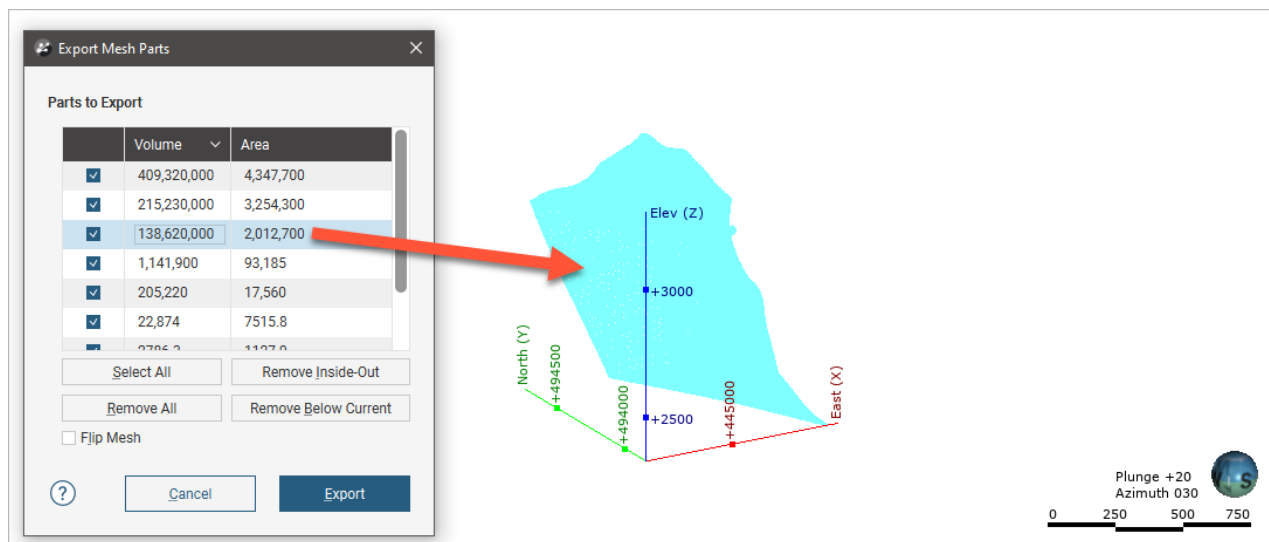 Export Mesh Parts
Parts to Export
Volume Area
409,320,000 4,347,700
215,230,000 3,254,300
138,620,000 2,012,700
1,141,900 93,185
205,220 17,560
22,874 7515.8
Select All Remove Inside-Out
Remove All Remove Below Current
Flip Mesh
? Cancel Export
Elev (Z)
+3000
+2500
North (Y)
+494500
+494000
+445000
East (X)
Plunge +20
Azimuth 030
S
0 250 500 750